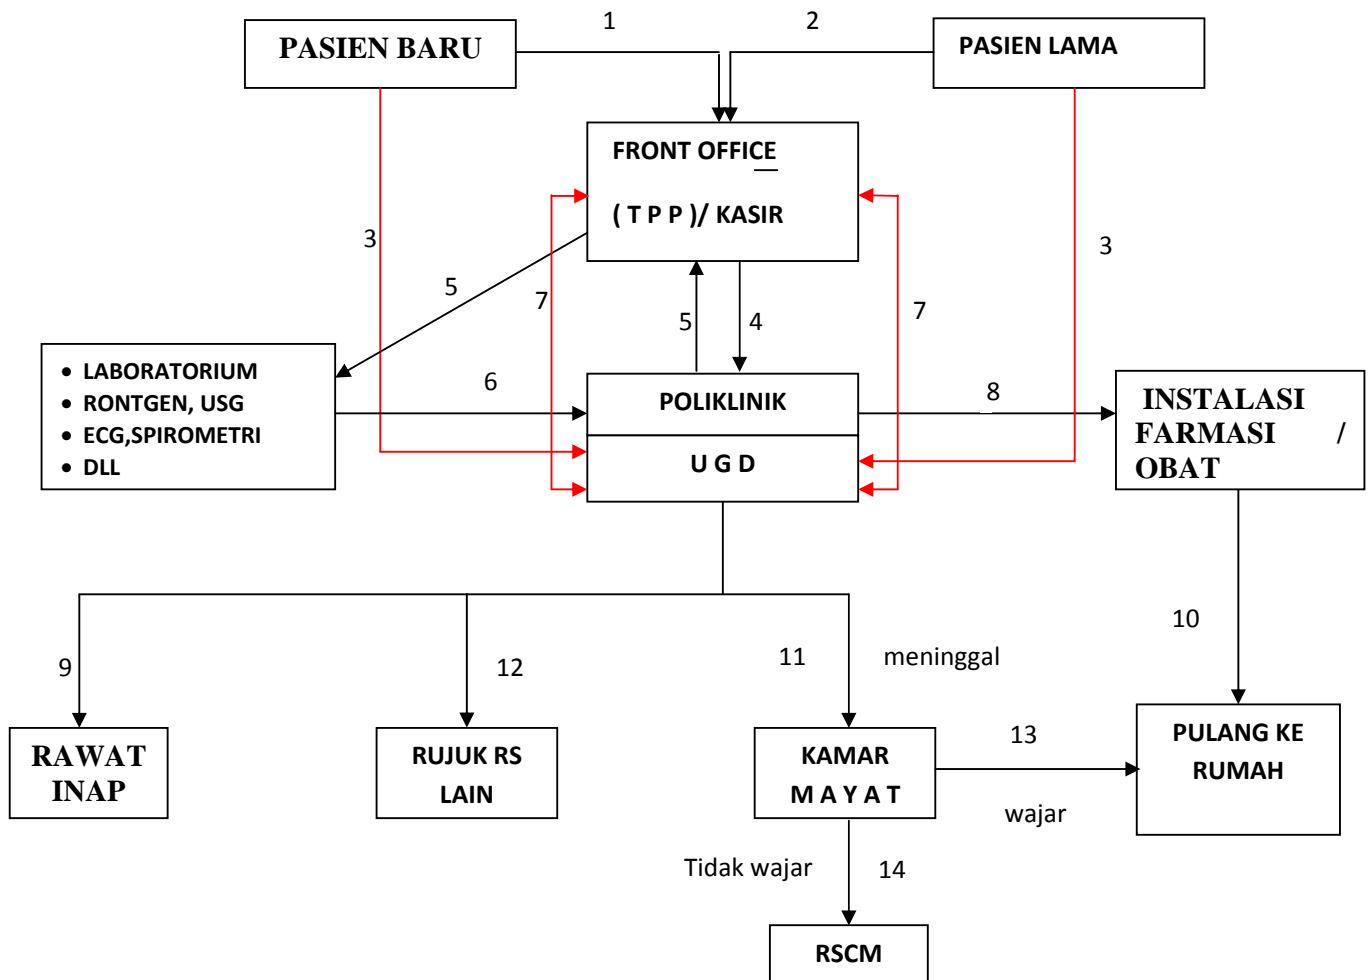 1
2
PASIEN BARU
PASIEN LAMA
FRONT OFFICE
( T P P )/ KASIR
3
3
5
7
5
4
7
• LABORATORIUM
• RONTGEN, USG
• ECG,SPIROMETRI
• DLL
6
POLIKLINIK
U G D
8
INSTALASI
FARMASI /
OBAT
9
12
11
meninggal
10
RAWAT
INAP
RUJUK RS
LAIN
KAMAR
M A Y A T
13
wajar
PULANG KE
RUMAH
Tidak wajar
14
RSCM